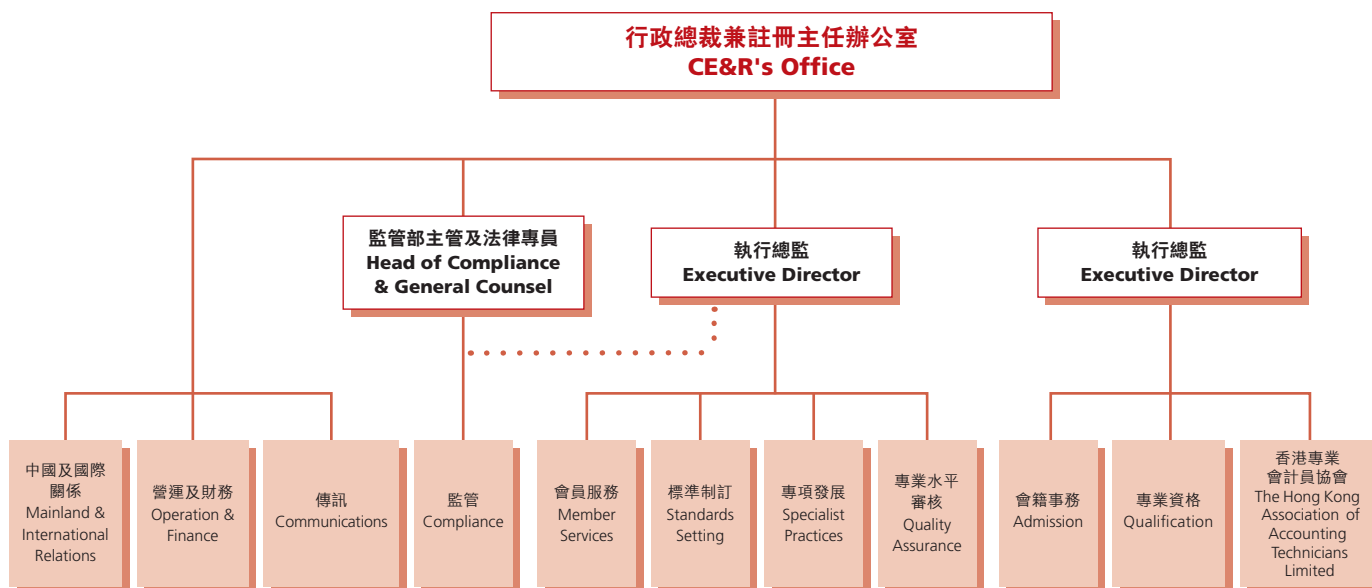 行政總裁兼註冊主任辦公室
CE&R's Office
監管部主管及法律專員
Head of Compliance
& General Counsel
執行總監
Executive Director
執行總監
Executive Director
中國及國際
關係
Mainland &
International
Relations
營運及財務
Operation &
Finance
傳訊
Communications
監管
Compliance
會員服務
Member
Services
標準制訂
Standards
Setting
專項發展
Specialist
Practices
專業水平
審核
Quality
Assurance
會籍事務
Admission
專業資格
Qualification
香港專業
會計員協會
The Hong Kong
Association of
Accounting
Technicians
Limited